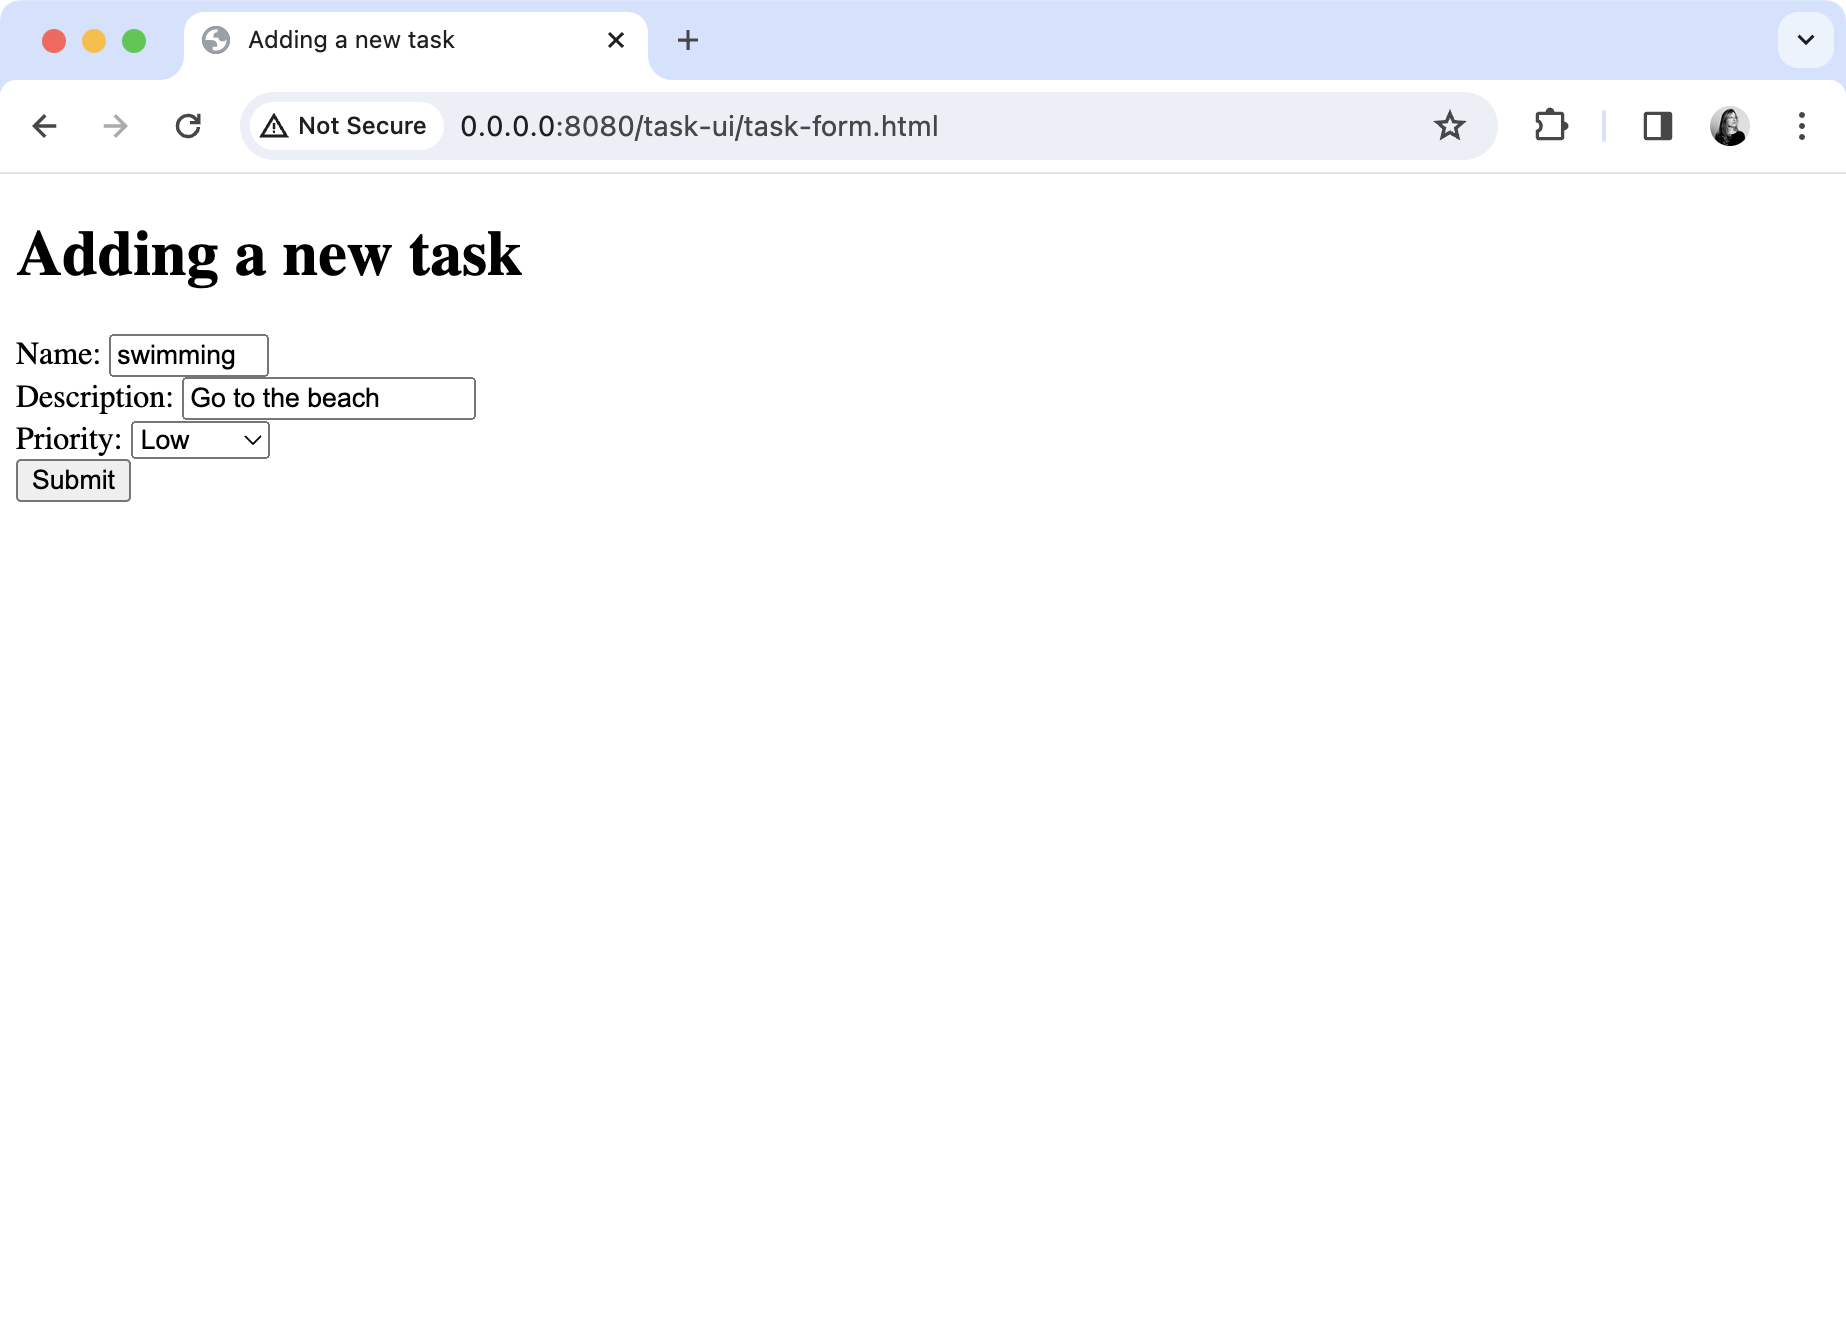 Adding a new task
Not Secure 0.0.0.0:8080/task-ui/task-form.html
Adding a new task
Name: swimming
Description: Go to the beach
Priority: Low
Submit